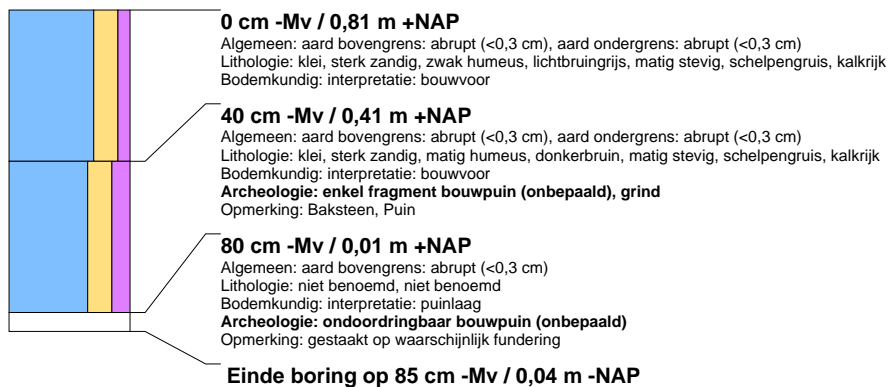 0 cm -Mv / 0,81 m +NAP
Algemeen: aard bovengrens: abrupt (<0,3 cm), aard ondergrens: abrupt (<0,3 cm)
Lithologie: klei, sterk zandig, zwak humeus, lichtbruingrijs, matig stevig, schelpengruis, kalkrijk
Bodemkundig: interpretatie: bouwvoor
40 cm -Mv / 0,41 m +NAP
Algemeen: aard bovengrens: abrupt (<0,3 cm), aard ondergrens: abrupt (<0,3 cm)
Lithologie: klei, sterk zandig, matig humeus, donkerbruin, matig stevig, schelpengruis, kalkrijk
Bodemkundig: interpretatie: bouwvoor
Archeologie: enkel fragment bouwpuin (onbepaald), grind
Opmerking: Baksteen, Puin
80 cm -Mv / 0,01 m +NAP
Algemeen: aard bovengrens: abrupt (<0,3 cm)
Lithologie: niet benoemd, niet benoemd
Bodemkundig: interpretatie: puinlaag
Archeologie: ondoordringbaar bouwpuin (onbepaald)
Opmerking: gestaakt op waarschijnlijk fundering
Einde boring op 85 cm -Mv / 0,04 m -NAP